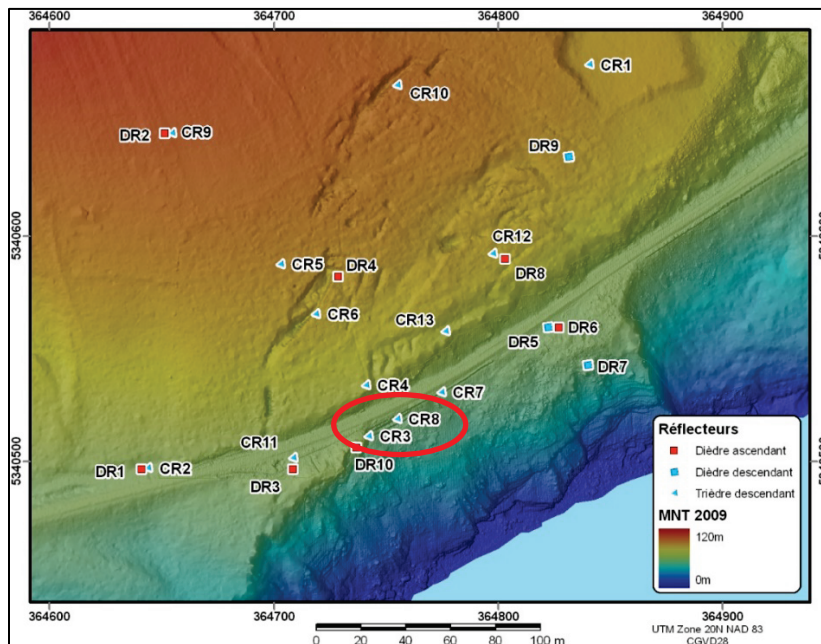 364600 364700 364800 364900
CR1
CR10
DR2 CR9
DR9
5340600
CR12
CR5 DR4
DR8
CR6
CR13
DR5 DR6
DR7
CR4 CR7
CR8
CR3
CR11
DR10
DR1 CR2
DR3
5340500
Réflecteurs
Dièdre ascendant
Dièdre descendant
Trièdre descendant
MNT 2009
120m
0m
364600 364700 364800 364900
0 20 40 60 80 100 m
UTM Zone 20N NAD 83
CGVD28